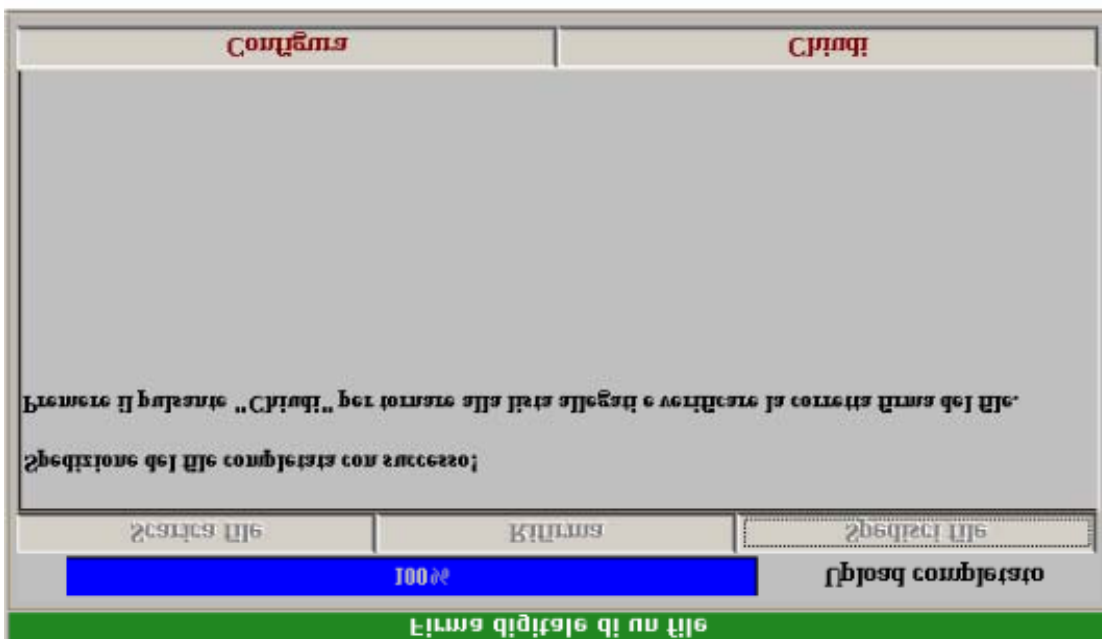 Firma digitale di un file
100% Upload completato
Scarica file Rifirma Spedisci file
Spedizione del file completata con successo!
Premere il pulsante "Chiudi" per tornare alla lista allegati e verificare la corretta firma del file.
Configura Chiudi